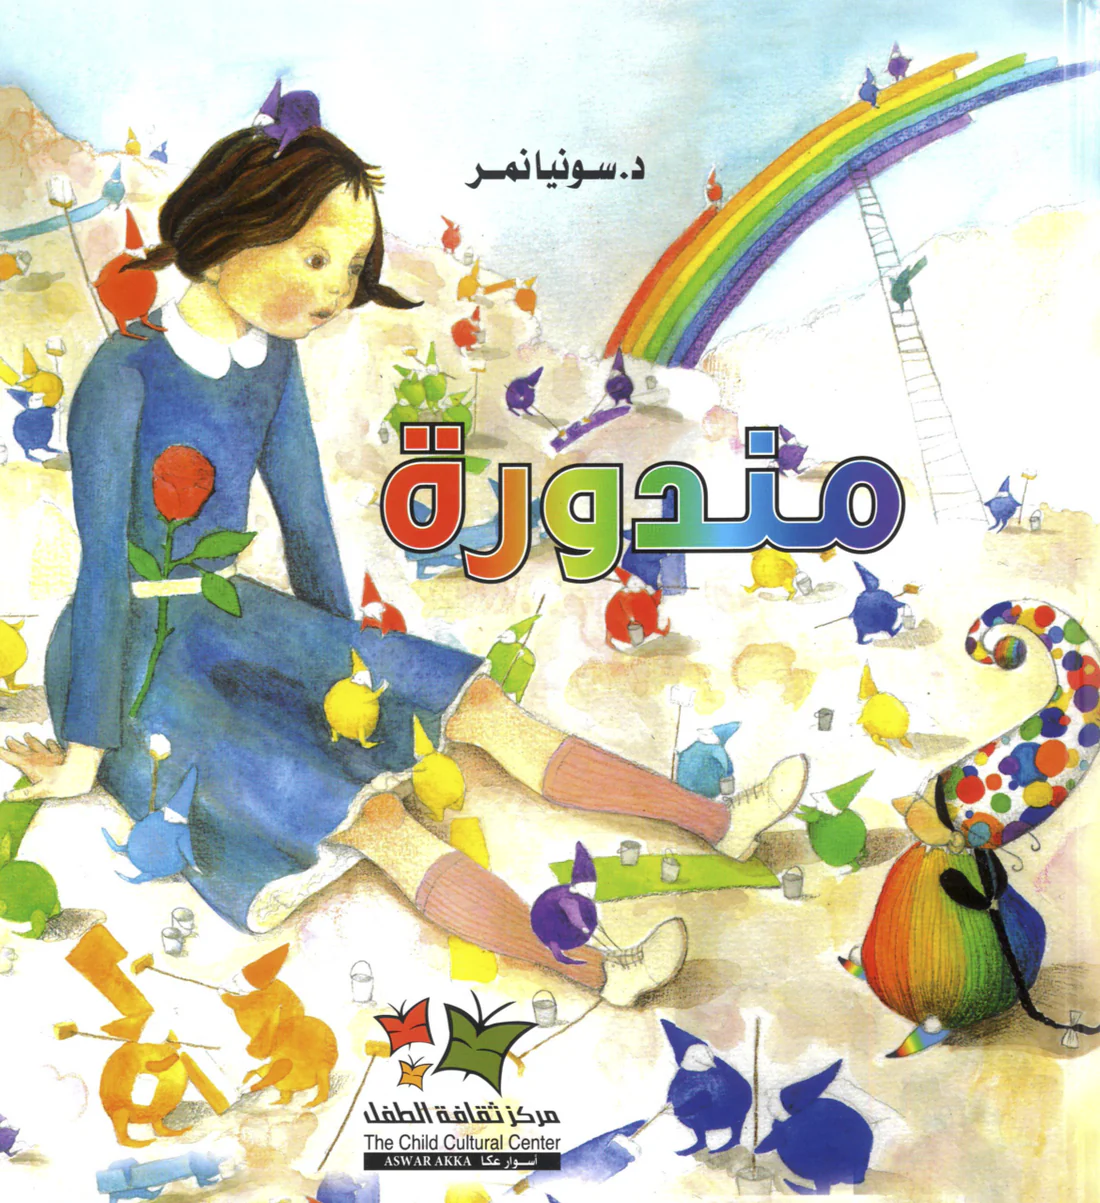 د. سونيا نمر
مندورة
مركز ثقافة الطفل
The Child Cultural Center
ASWAR AKKA أسوار عكا